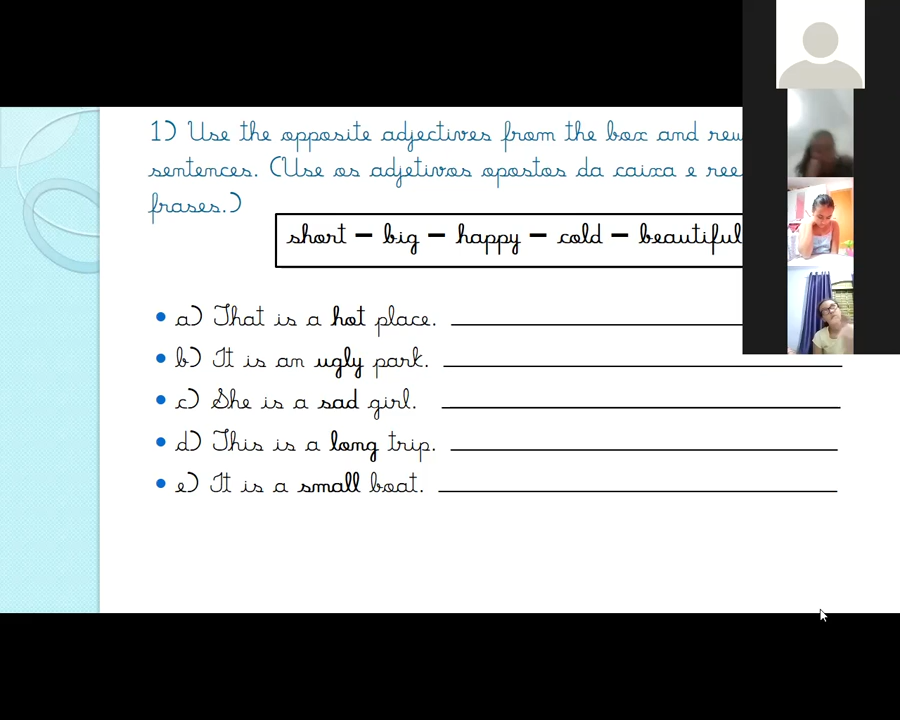 1) Use the opposite adjectives from the box and
sentences. (Use os adjetivos opostos da caixa e
frases.)
short – big – happy – cold – beautiful
a) That is a hot place.
b) It is an ugly park.
c) She is a sad girl.
d) This is a long trip.
e) It is a small boat.